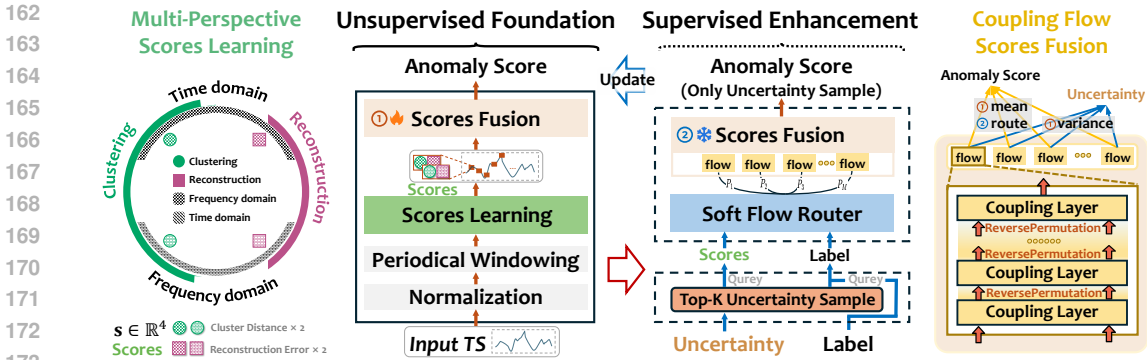 162
163
164
165
166
167
168
169
170
171
172
Multi-Perspective
Scores Learning
Time domain
Clustering
Reconstruction
Clustering
Reconstruction
Frequency domain
Time domain
Frequency domain
s ∈ ℝ⁴
Cluster Distance × 2
Scores
Reconstruction Error × 2
Unsupervised Foundation
Anomaly Score
① Scores Fusion
Scores
Scores Learning
Periodical Windowing
Normalization
Input TS
Update
Supervised Enhancement
Anomaly Score
(Only Uncertainty Sample)
② Scores Fusion
flow flow flow flow
P₁ P₂ P₃ P_M
Soft Flow Router
Scores Label
Qurey Qurey
Top-K Uncertainty Sample
Uncertainty Label
Coupling Flow
Scores Fusion
Anomaly Score
Uncertainty
① mean
② route
① variance
flow flow flow flow
Coupling Layer
ReversePermutation
ReversePermutation
Coupling Layer
ReversePermutation
Coupling Layer